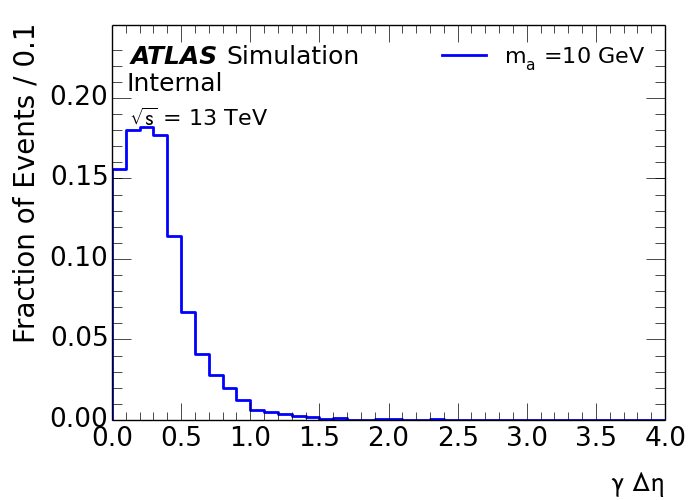 ATLAS Simulation
Internal
√s = 13 TeV
mₐ =10 GeV
Fraction of Events / 0.1
0.20
0.15
0.10
0.05
0.00
0.0 0.5 1.0 1.5 2.0 2.5 3.0 3.5 4.0
γ Δη